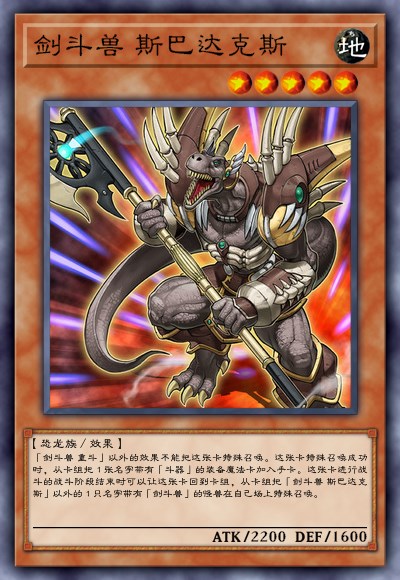 剑斗兽 斯巴达克斯
地
【恐龙族/效果】
「剑斗兽 重斗」以外的效果不能把这张卡特殊召唤。这张卡特殊召唤成功
时，从卡组把1张名字带有「斗器」的装备魔法卡加入手卡。这张卡进行战
斗的战斗阶段结束时可以让这张卡回到卡组，从卡组把「剑斗兽 斯巴达克
斯」以外的1只名字带有「剑斗兽」的怪兽在自己场上特殊召唤。
ATK/2200 DEF/1600